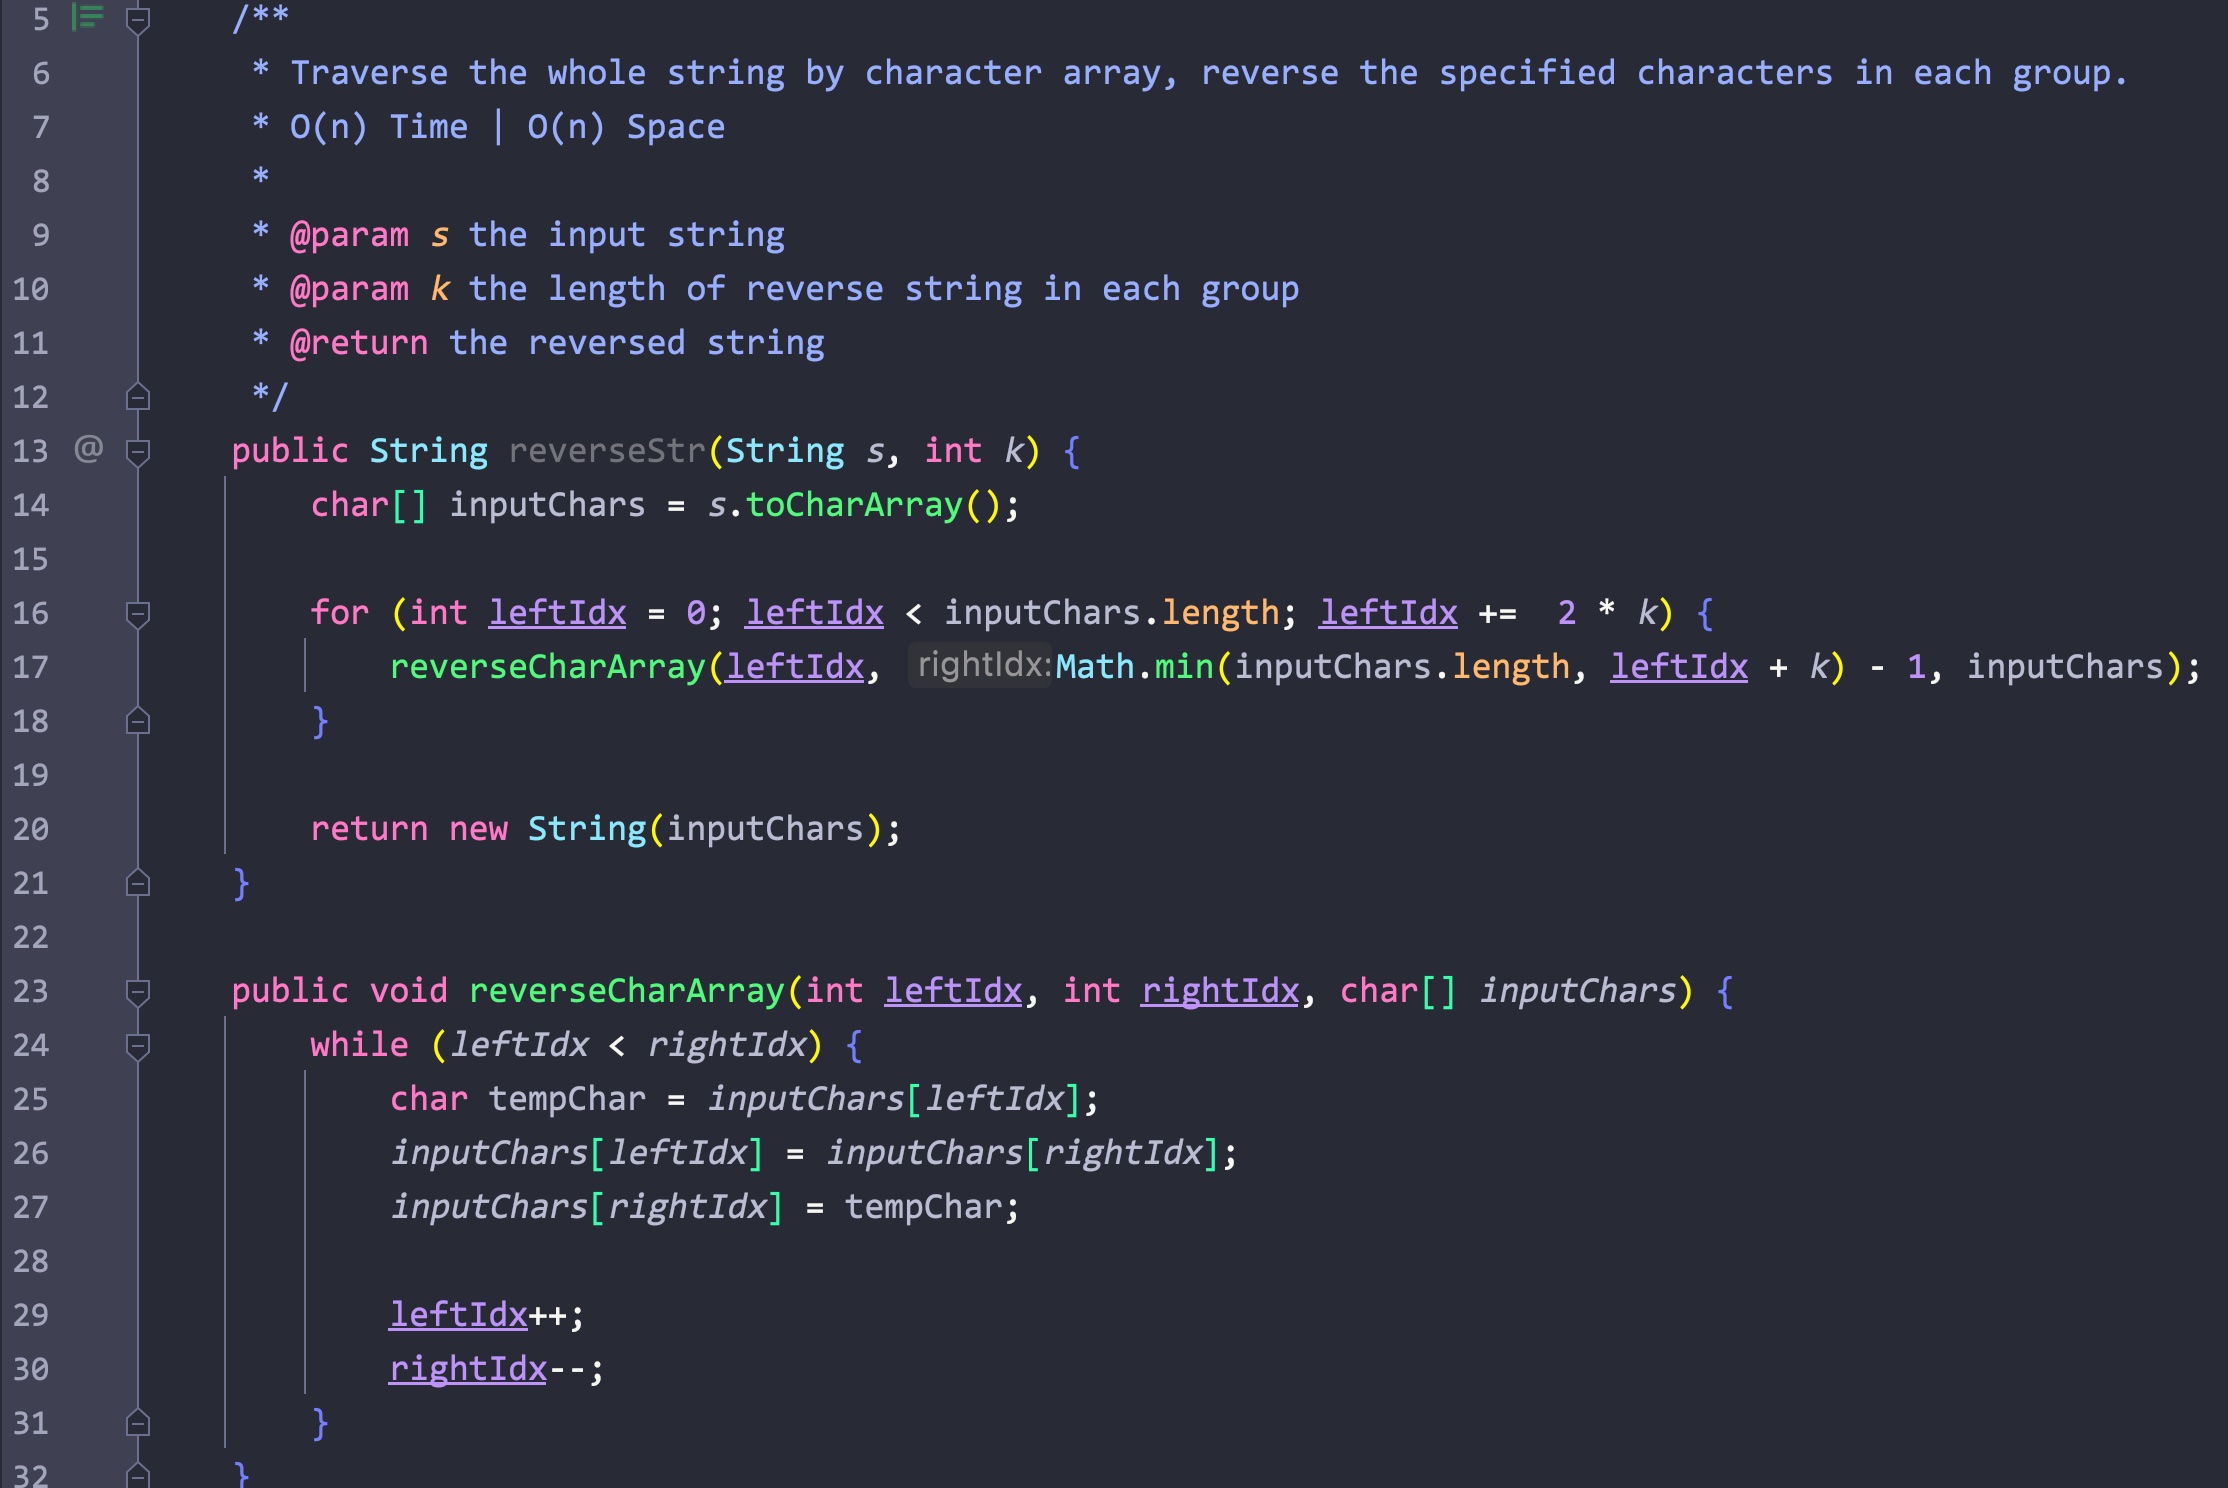 5 /**
6 * Traverse the whole string by character array, reverse the specified characters in each group.
7 * O(n) Time | O(n) Space
8 *
9 * @param s the input string
10 * @param k the length of reverse string in each group
11 * @return the reversed string
12 */
13 @ public String reverseStr(String s, int k) {
14 char[] inputChars = s.toCharArray();
15
16 for (int leftIdx = 0; leftIdx < inputChars.length; leftIdx +=  2 * k) {
17 reverseCharArray(leftIdx, rightIdx: Math.min(inputChars.length, leftIdx + k) - 1, inputChars);
18 }
19
20 return new String(inputChars);
21 }
22
23 public void reverseCharArray(int leftIdx, int rightIdx, char[] inputChars) {
24 while (leftIdx < rightIdx) {
25 char tempChar = inputChars[leftIdx];
26 inputChars[leftIdx] = inputChars[rightIdx];
27 inputChars[rightIdx] = tempChar;
28
29 leftIdx++;
30 rightIdx--;
31 }
32 }